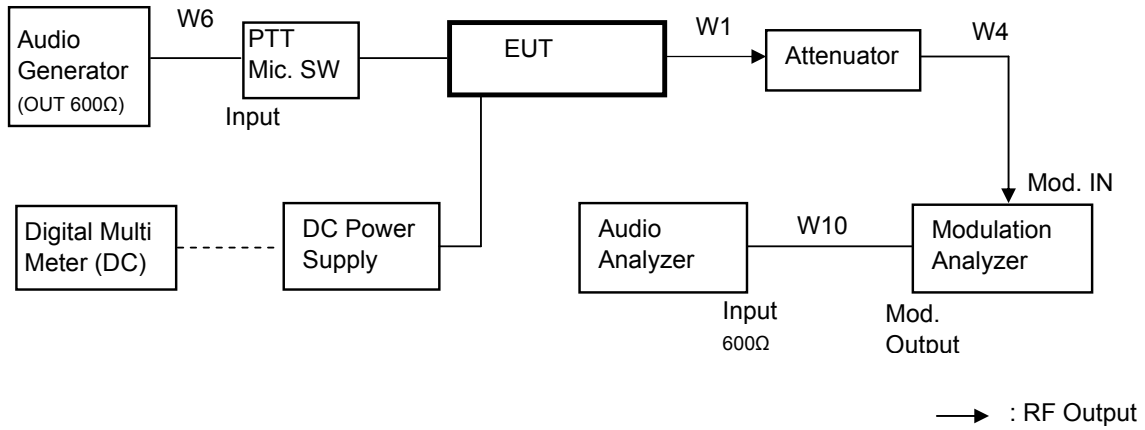 W6
W1
W4
Audio
Generator
(OUT 600Ω)
PTT
Mic. SW
EUT
Attenuator
Input
Mod. IN
Digital Multi
Meter (DC)
DC Power
Supply
Audio
Analyzer
W10
Modulation
Analyzer
Input
600Ω
Mod.
Output
: RF Output